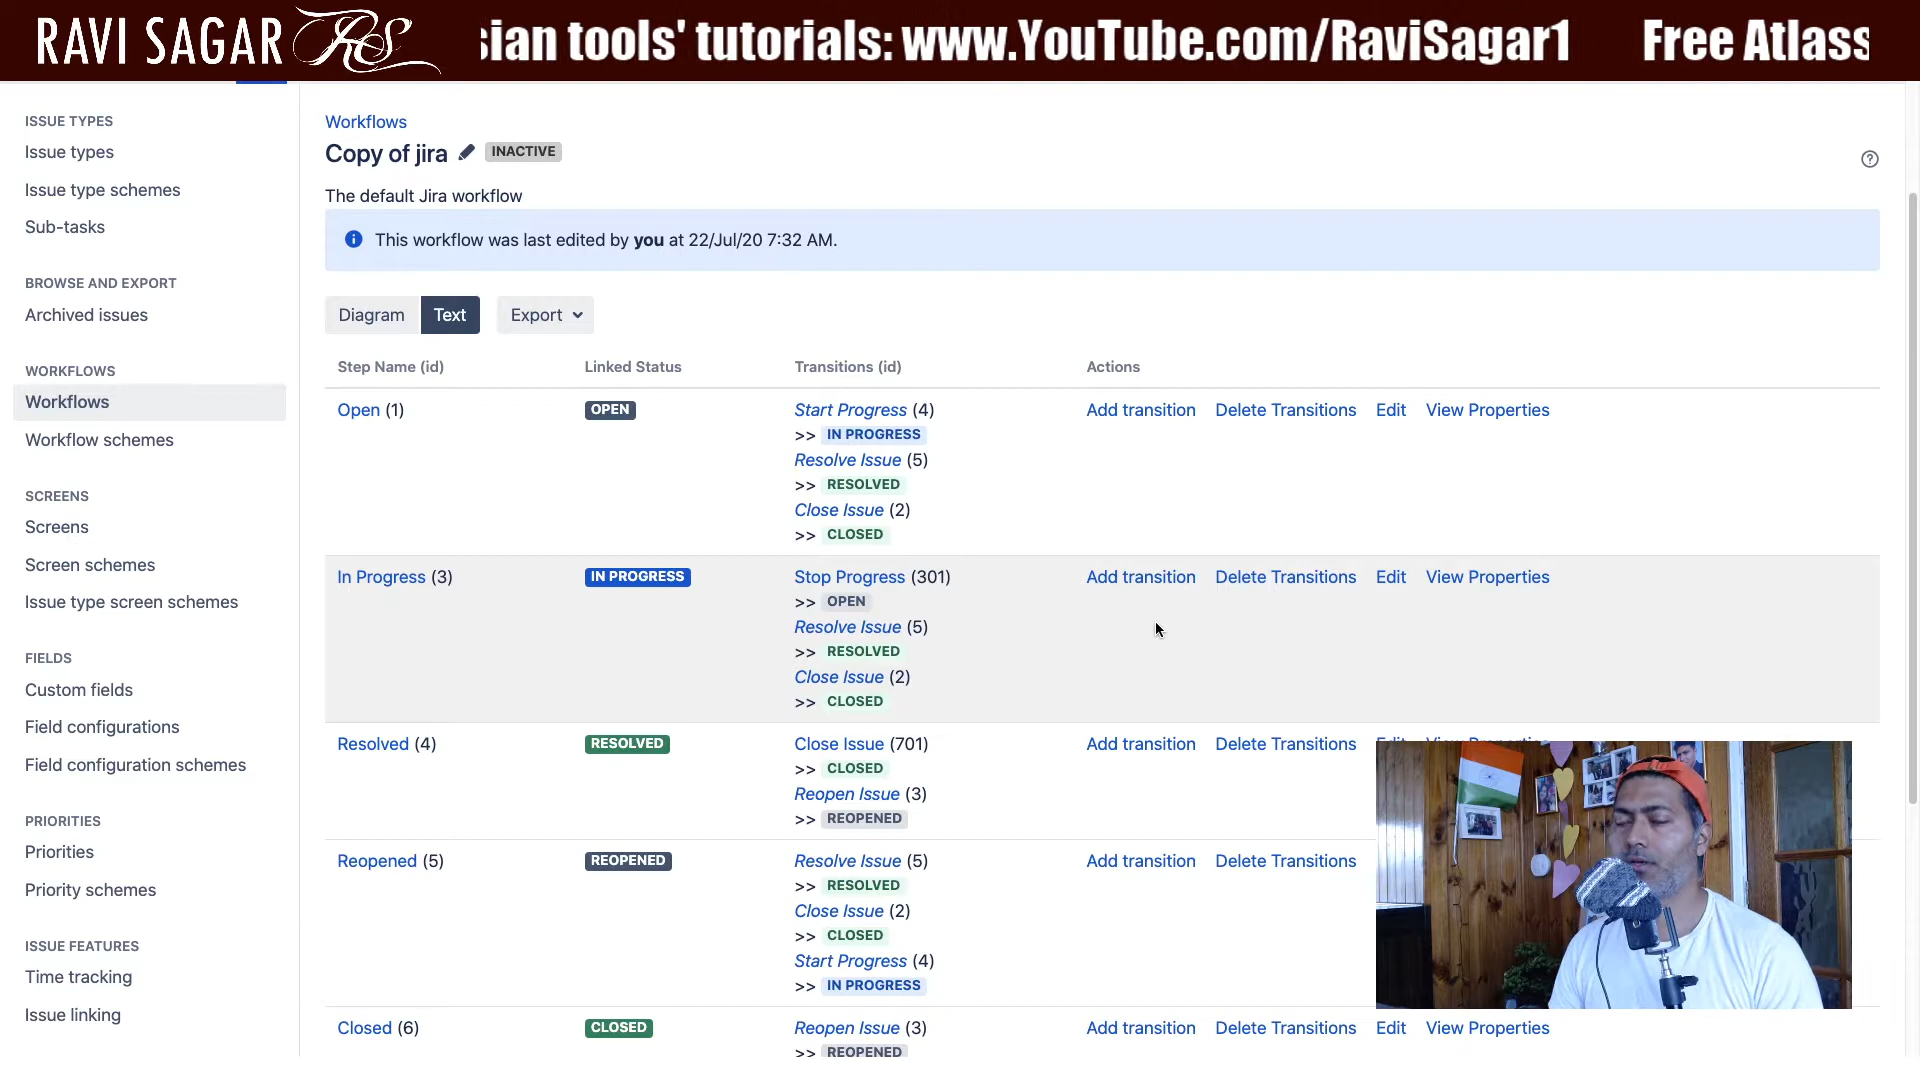 RAVI SAGAR RS
sian tools' tutorials: www.YouTube.com/RaviSagar1 Free Atlass
ISSUE TYPES
Issue types
Issue type schemes
Sub-tasks
BROWSE AND EXPORT
Archived issues
WORKFLOWS
Workflows
Workflow schemes
SCREENS
Screens
Screen schemes
Issue type screen schemes
FIELDS
Custom fields
Field configurations
Field configuration schemes
PRIORITIES
Priorities
Priority schemes
ISSUE FEATURES
Time tracking
Issue linking
Workflows
Copy of jira INACTIVE
The default Jira workflow
This workflow was last edited by you at 22/Jul/20 7:32 AM.
Diagram Text Export
Step Name (id) Linked Status Transitions (id) Actions
Open (1) OPEN Start Progress (4) Add transition Delete Transitions Edit View Properties
>> IN PROGRESS
Resolve Issue (5)
>> RESOLVED
Close Issue (2)
>> CLOSED
In Progress (3) IN PROGRESS Stop Progress (301) Add transition Delete Transitions Edit View Properties
>> OPEN
Resolve Issue (5)
>> RESOLVED
Close Issue (2)
>> CLOSED
Resolved (4) RESOLVED Close Issue (701) Add transition Delete Transitions
>> CLOSED
Reopen Issue (3)
>> REOPENED
Reopened (5) REOPENED Resolve Issue (5) Add transition Delete Transitions
>> RESOLVED
Close Issue (2)
>> CLOSED
Start Progress (4)
>> IN PROGRESS
Closed (6) CLOSED Reopen Issue (3) Add transition Delete Transitions Edit View Properties
>> REOPENED